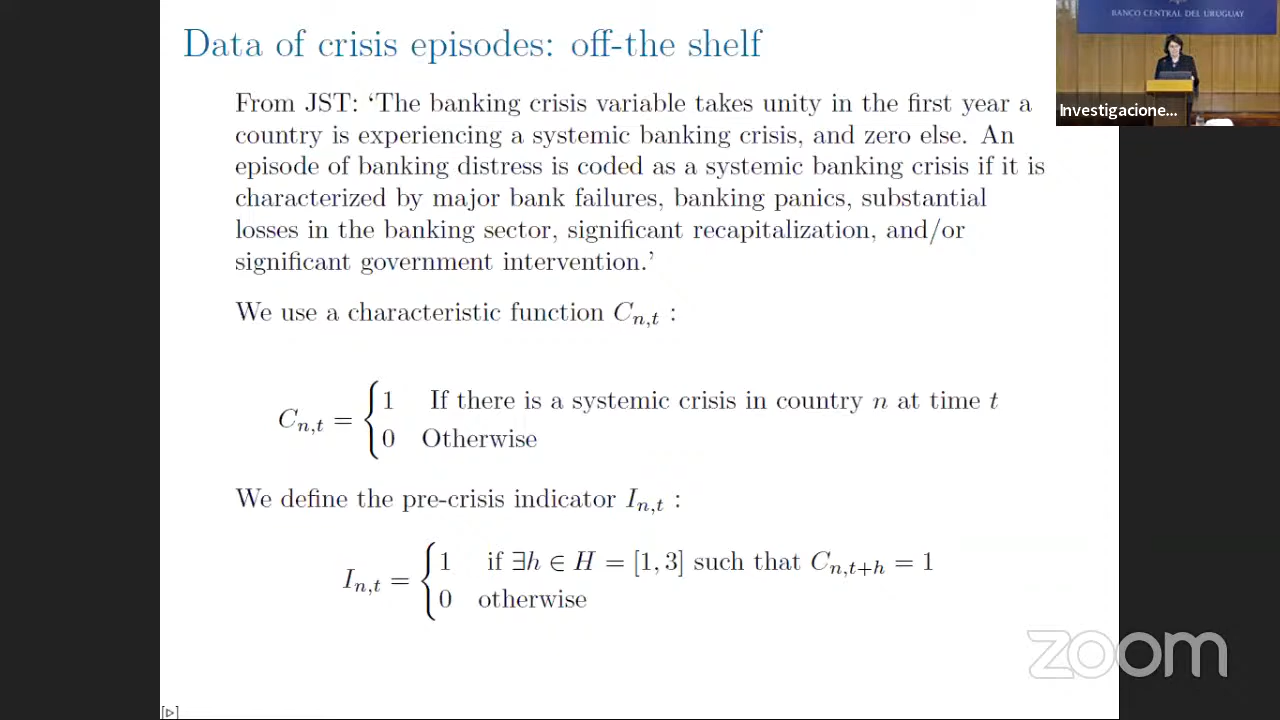 Data of crisis episodes: off-the shelf
BANCO CENTRAL DEL URUGUAY
Investigacione...
From JST: ‘The banking crisis variable takes unity in the first year a
country is experiencing a systemic banking crisis, and zero else. An
episode of banking distress is coded as a systemic banking crisis if it is
characterized by major bank failures, banking panics, substantial
losses in the banking sector, significant recapitalization, and/or
significant government intervention.’
We use a characteristic function C_{n,t} :
C_{n,t} = { 1 If there is a systemic crisis in country n at time t
0 Otherwise
We define the pre-crisis indicator I_{n,t} :
I_{n,t} = { 1 if ∃h ∈ H = [1, 3] such that C_{n,t+h} = 1
0 otherwise
zoom